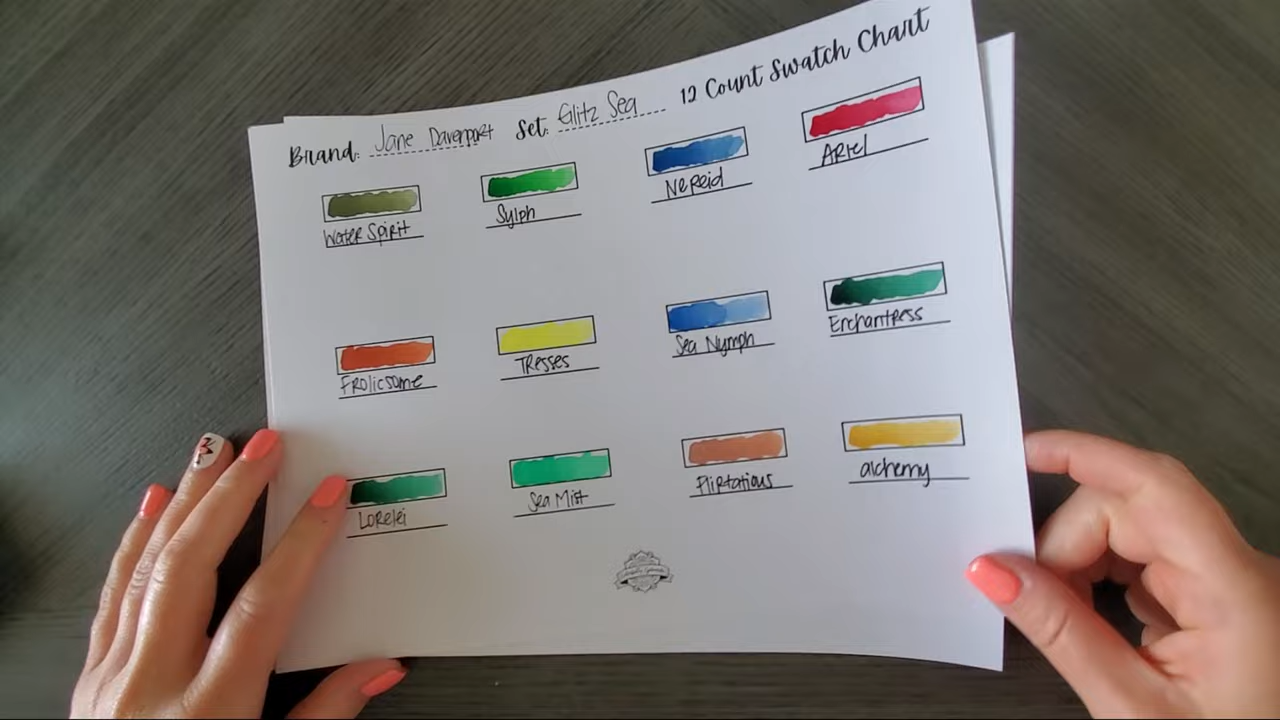 Brand: Jane Davenport Set: Glitz Sea 12 Count Swatch Chart
Water Spirit Sylph Nereid Ariel
Frolicsome Tresses Sea Nymph Enchantress
Lorelei Sea Mist Flirtatious alchemy